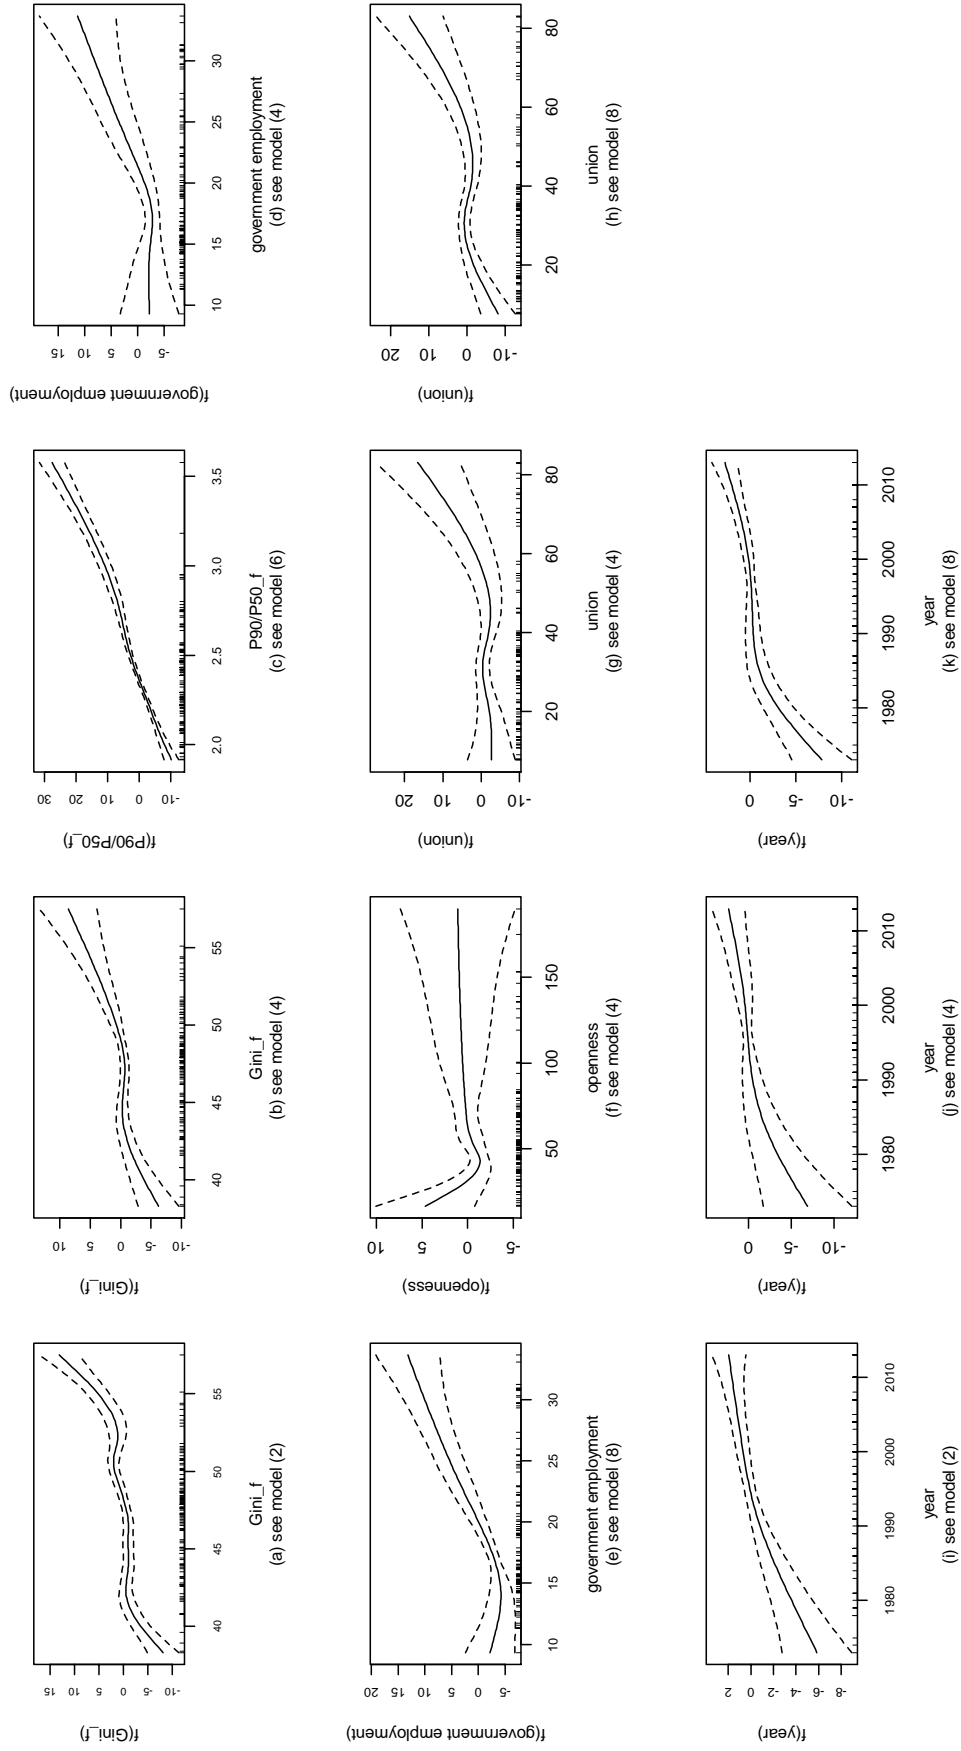 f(Gini_f)
15
10
5
0
-5
-10
40 45 50 55
Gini_f
(a) see model (2)
f(Gini_f)
10
5
0
-5
-10
40 45 50 55
Gini_f
(b) see model (4)
f(P90/P50_f)
30
20
10
0
-10
2.0 2.5 3.0 3.5
P90/P50_f
(c) see model (6)
f(government employment)
15
10
5
0
-5
10 15 20 25 30
government employment
(d) see model (4)
f(government employment)
20
15
10
5
0
-5
10 15 20 25 30
government employment
(e) see model (8)
f(openness)
10
5
0
-5
50 100 150
openness
(f) see model (4)
f(union)
20
10
0
-10
20 40 60 80
union
(g) see model (4)
f(union)
20
10
0
-10
20 40 60 80
union
(h) see model (8)
f(year)
2
0
-2
-4
-6
-8
1980 1990 2000 2010
year
(i) see model (2)
f(year)
0
-5
-10
1980 1990 2000 2010
year
(j) see model (4)
f(year)
0
-5
-10
1980 1990 2000 2010
year
(k) see model (8)